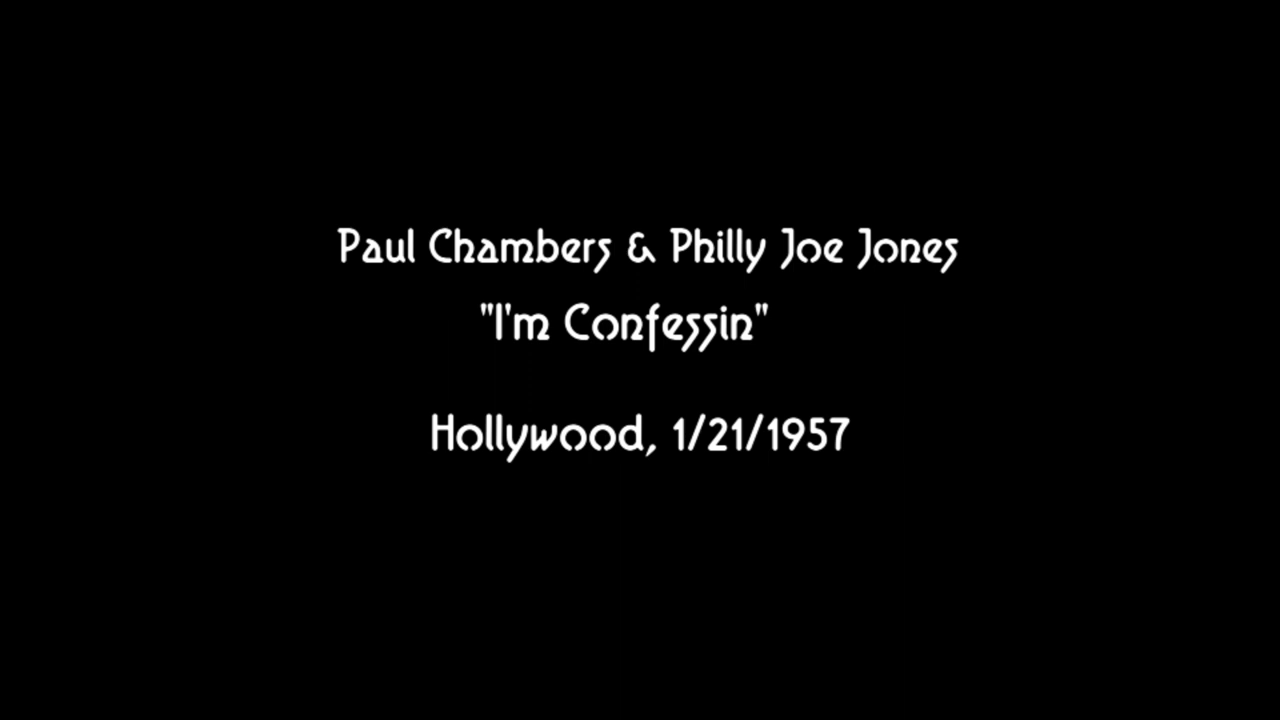 Paul Chambers & Philly Joe Jones
"I'm Confessin"
Hollywood, 1/21/1957